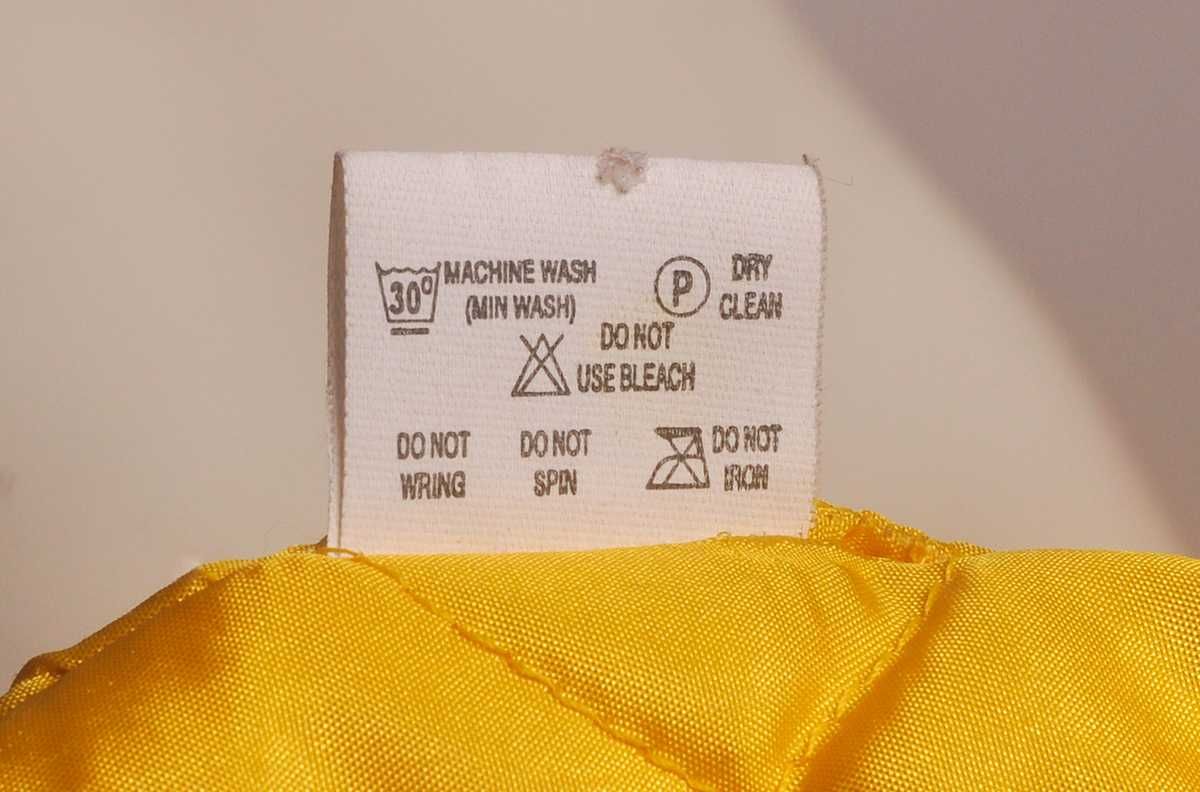 30° MACHINE WASH
(MIN WASH)
P DRY
CLEAN
DO NOT
USE BLEACH
DO NOT
WRING
DO NOT
SPIN
DO NOT
IRON